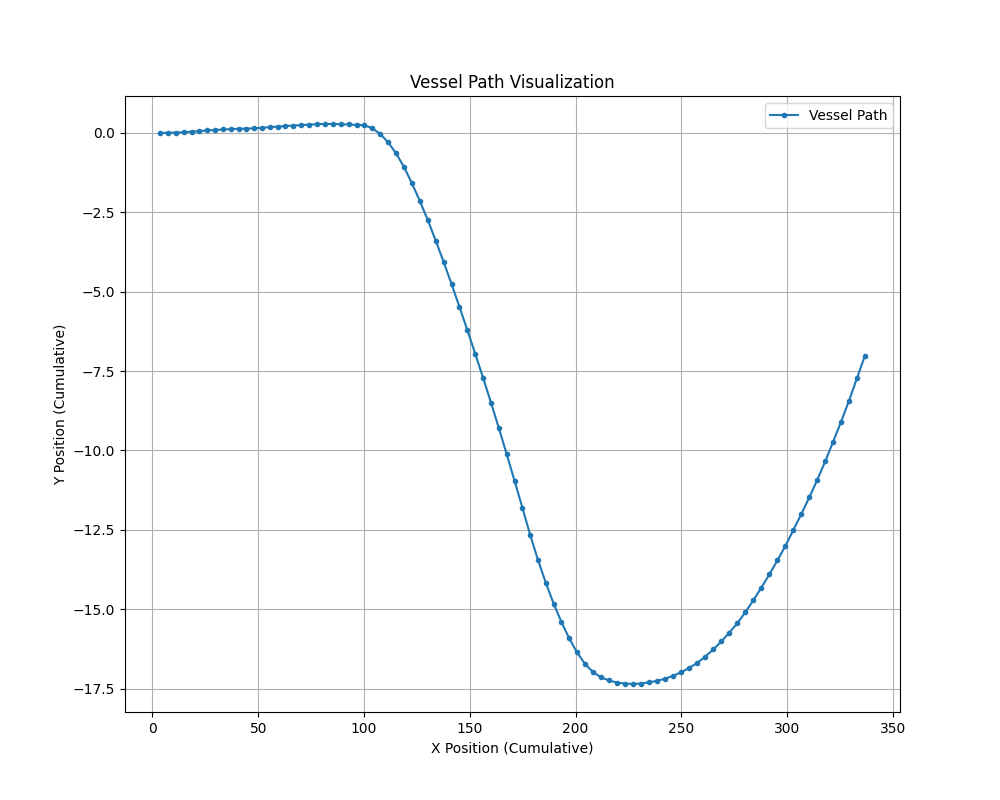 Vessel Path Visualization
Vessel Path
0.0
−2.5
−5.0
−7.5
−10.0
−12.5
−15.0
−17.5
Y Position (Cumulative)
0 50 100 150 200 250 300 350
X Position (Cumulative)